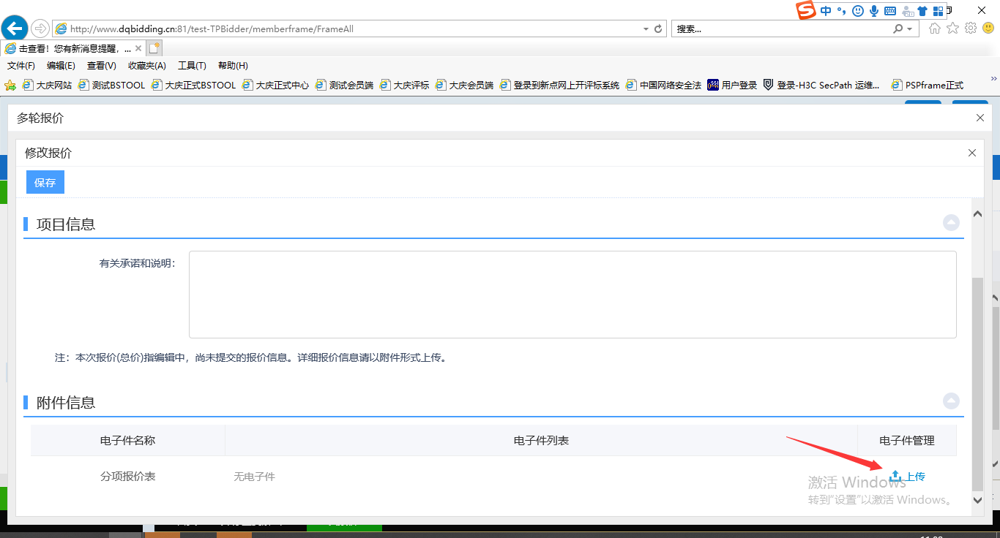 中
http://www.dqbidding.cn:81/test-TPBidder/memberframe/FrameAll
搜索...
击查看！您有新消息提醒，...
文件(F) 编辑(E) 查看(V) 收藏夹(A) 工具(T) 帮助(H)
大庆网站 测试BSTOOL 大庆正式BSTOOL 大庆正式中心 测试会员端 大庆评标 大庆会员端 登录到新点网上开评标系统 中国网络安全法 用户登录 登录-H3C SecPath 运维... PSPframe正式
多轮报价
修改报价
保存
项目信息
有关承诺和说明：
注：本次报价(总价)指编辑中，尚未提交的报价信息。详细报价信息请以附件形式上传。
附件信息
电子件名称 电子件列表 电子件管理
分项报价表 无电子件 上传
激活 Windows
转到"设置"以激活 Windows。